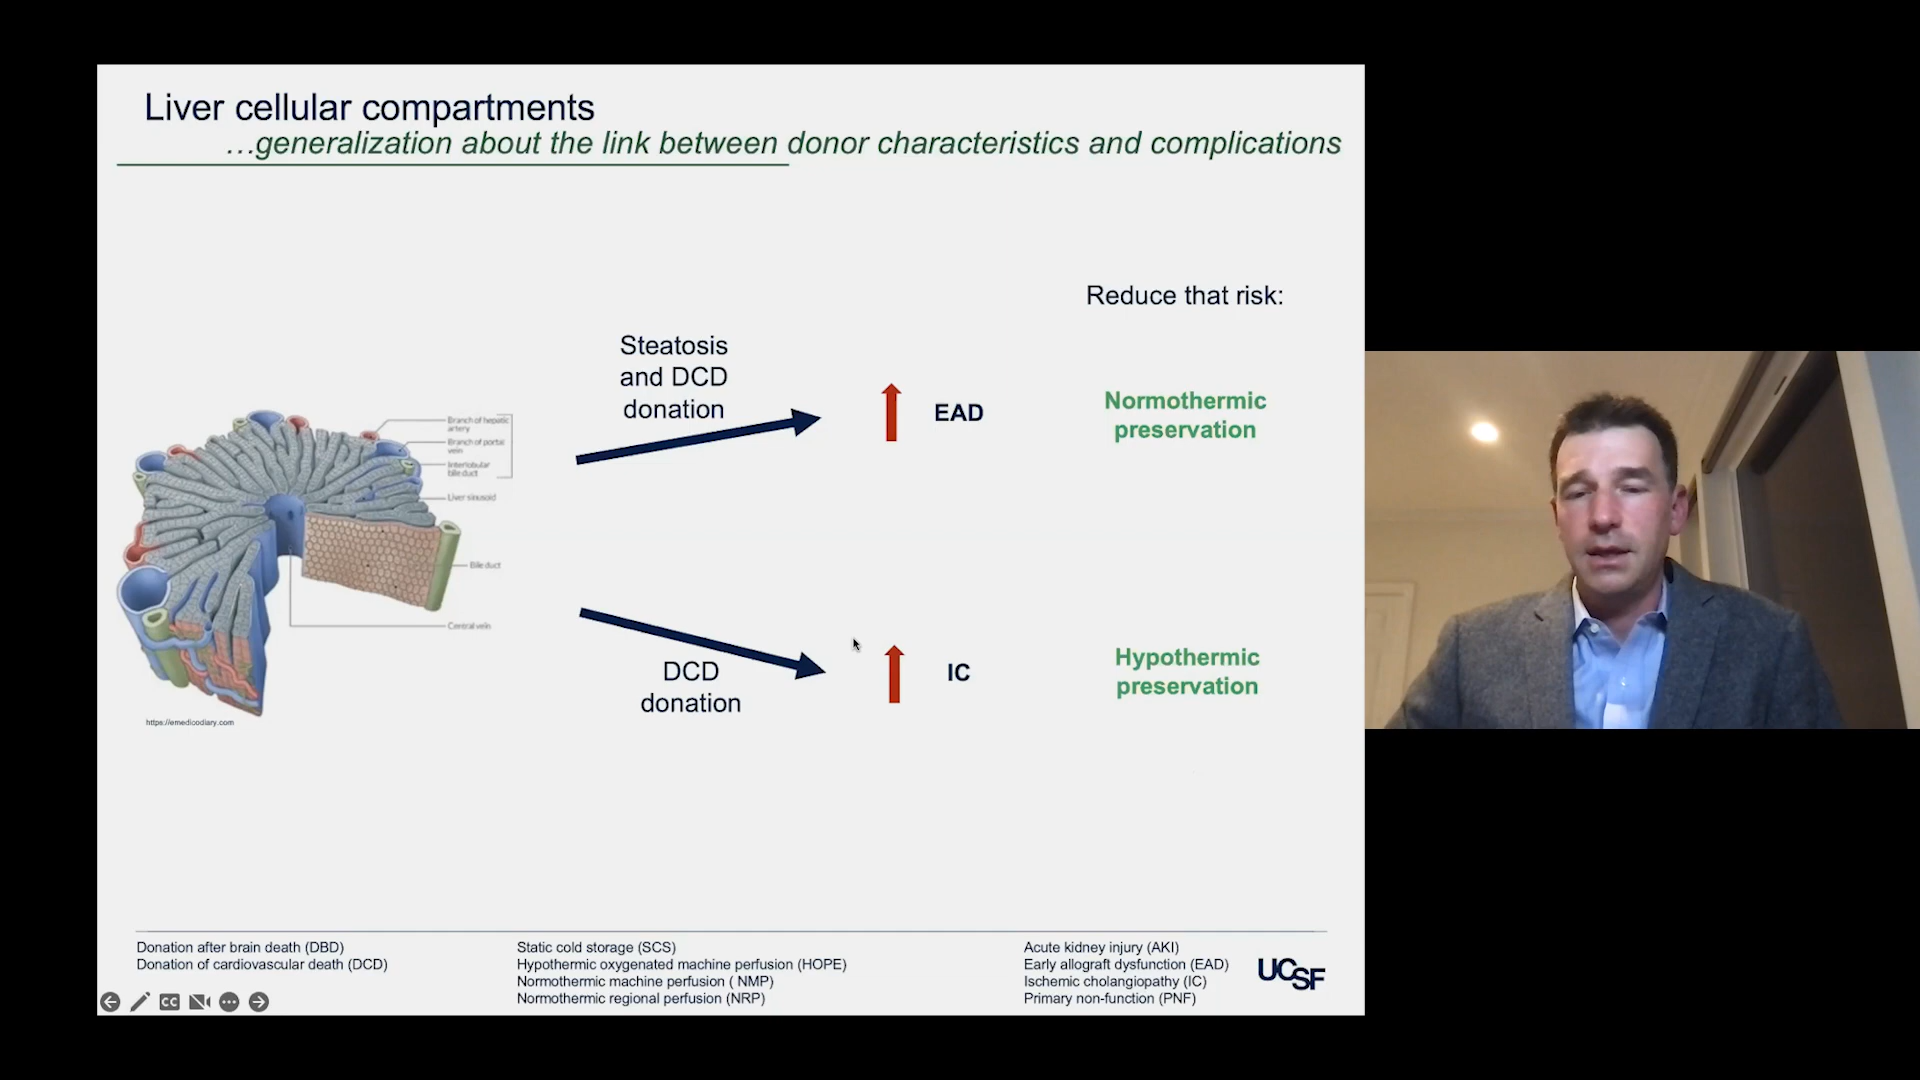 Liver cellular compartments
...generalization about the link between donor characteristics and complications
Reduce that risk:
Steatosis
and DCD
donation
EAD
Normothermic
preservation
Branch of hepatic
artery
Branch of portal
vein
Interlobular
bile duct
Liver sinusoid
Bile duct
Central vein
DCD
donation
IC
Hypothermic
preservation
https://emedicodiary.com
Donation after brain death (DBD)
Donation of cardiovascular death (DCD)
Static cold storage (SCS)
Hypothermic oxygenated machine perfusion (HOPE)
Normothermic machine perfusion ( NMP)
Normothermic regional perfusion (NRP)
Acute kidney injury (AKI)
Early allograft dysfunction (EAD)
Ischemic cholangiopathy (IC)
Primary non-function (PNF)
UCSF
CC